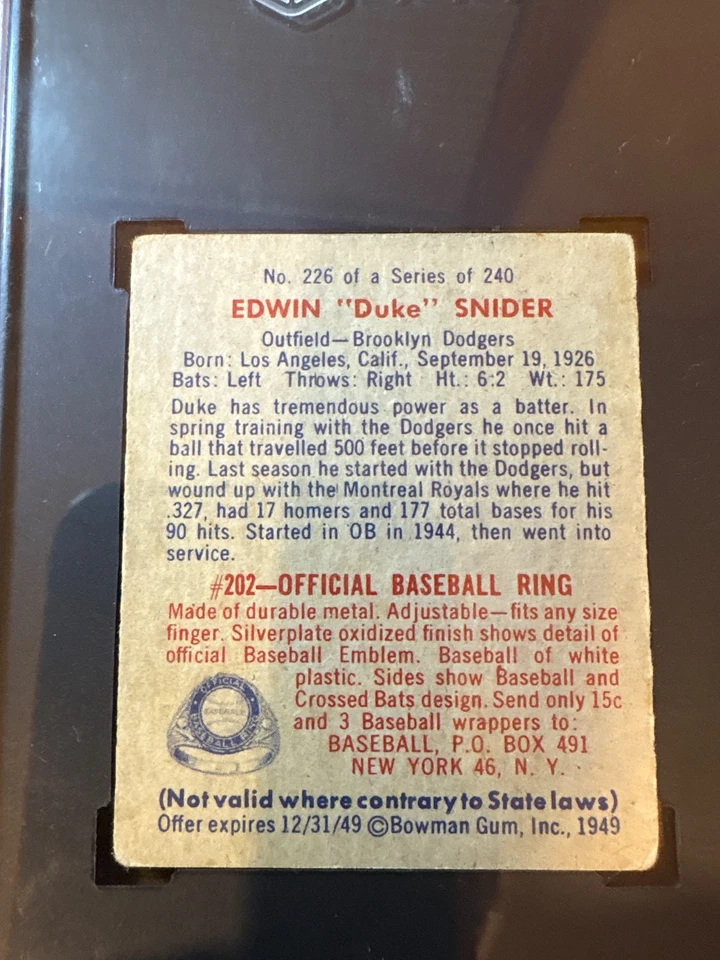 No. 226 of a Series of 240
EDWIN "Duke" SNIDER
Outfield—Brooklyn Dodgers
Born: Los Angeles, Calif., September 19, 1926
Bats: Left Throws: Right Ht.: 6:2 Wt.: 175
Duke has tremendous power as a batter. In
spring training with the Dodgers he once hit a
ball that travelled 500 feet before it stopped roll-
ing. Last season he started with the Dodgers, but
wound up with the Montreal Royals where he hit
.327, had 17 homers and 177 total bases for his
90 hits. Started in OB in 1944, then went into
service.
#202—OFFICIAL BASEBALL RING
Made of durable metal. Adjustable—fits any size
finger. Silverplate oxidized finish shows detail of
official Baseball Emblem. Baseball of white
plastic. Sides show Baseball and
Crossed Bats design. Send only 15c
and 3 Baseball wrappers to:
BASEBALL, P.O. BOX 491
NEW YORK 46, N. Y.
OFFICIAL
BASEBALL
BASEBALL RING
(Not valid where contrary to State laws)
Offer expires 12/31/49 ©Bowman Gum, Inc., 1949